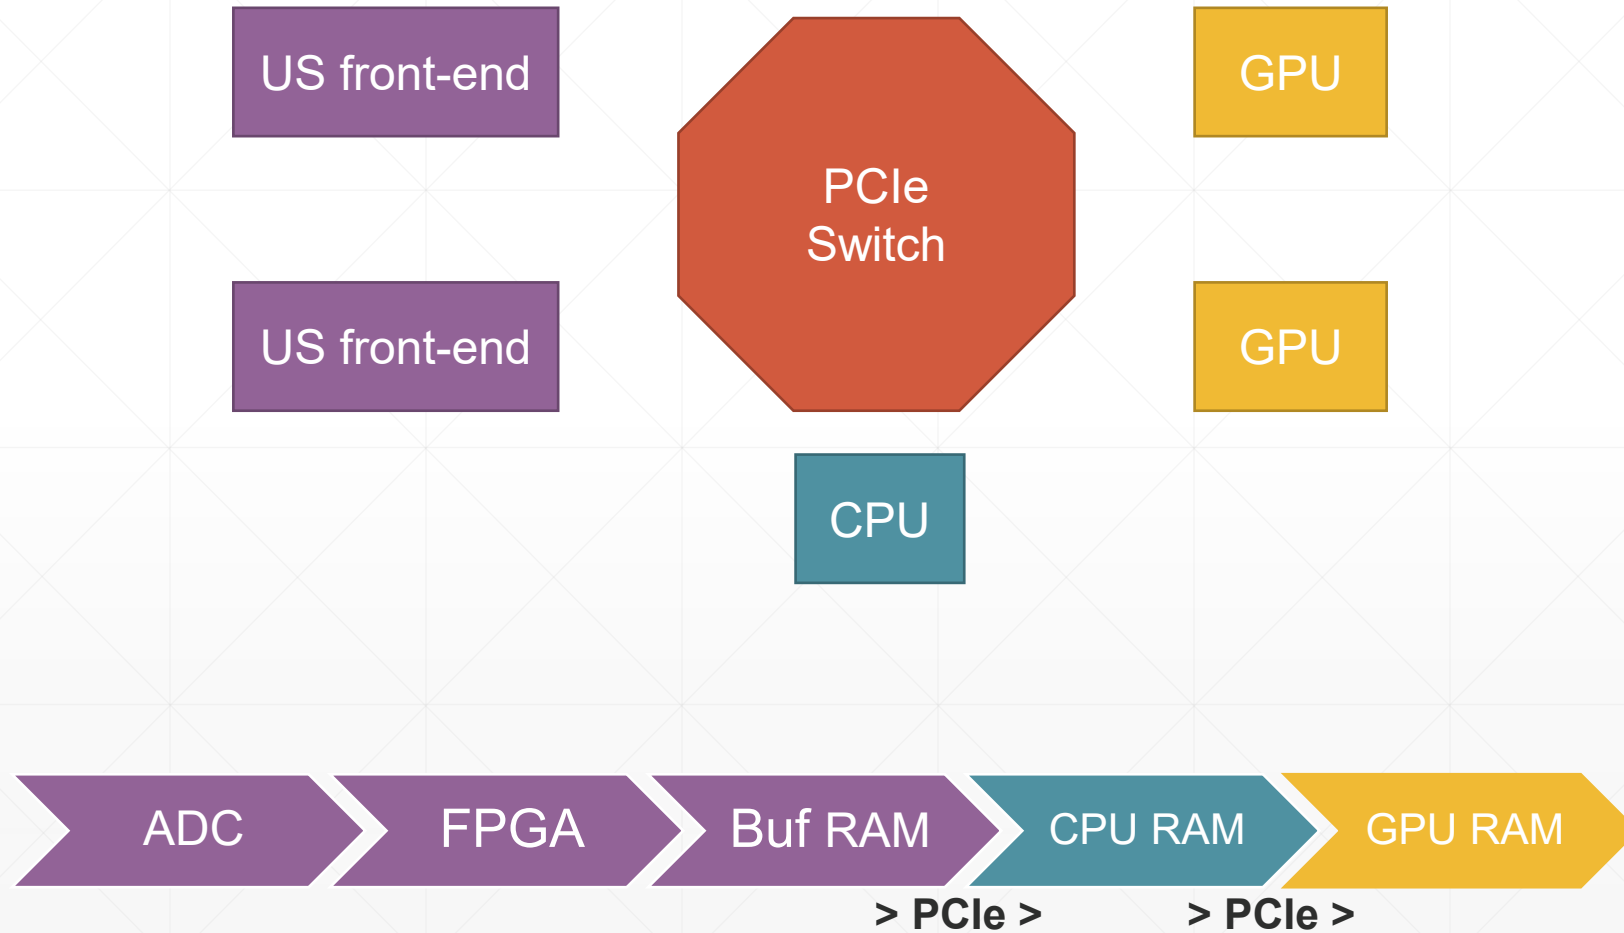 US front-end
PCIe
Switch
GPU
US front-end
GPU
CPU
ADC
FPGA
Buf RAM
CPU RAM
GPU RAM
> PCIe >
> PCIe >